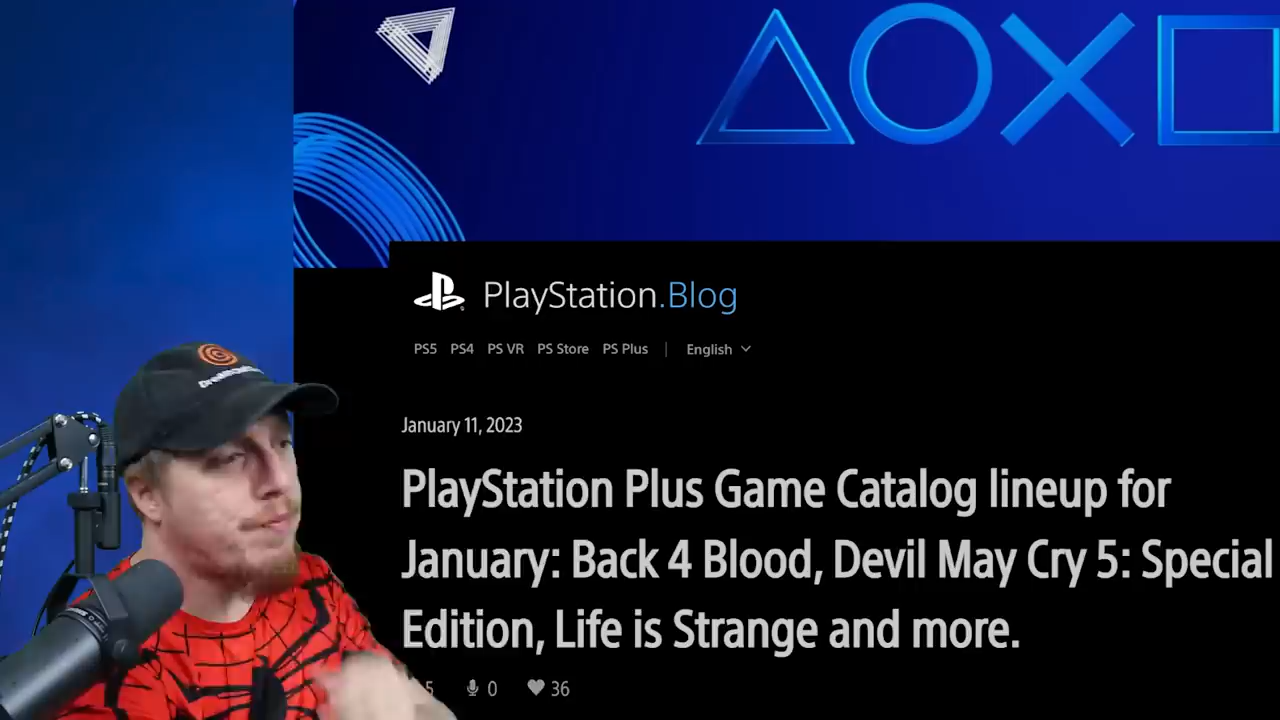 PlayStation.Blog
PS5 PS4 PS VR PS Store PS Plus | English
January 11, 2023
PlayStation Plus Game Catalog lineup for
January: Back 4 Blood, Devil May Cry 5: Special
Edition, Life is Strange and more.
5 0 36